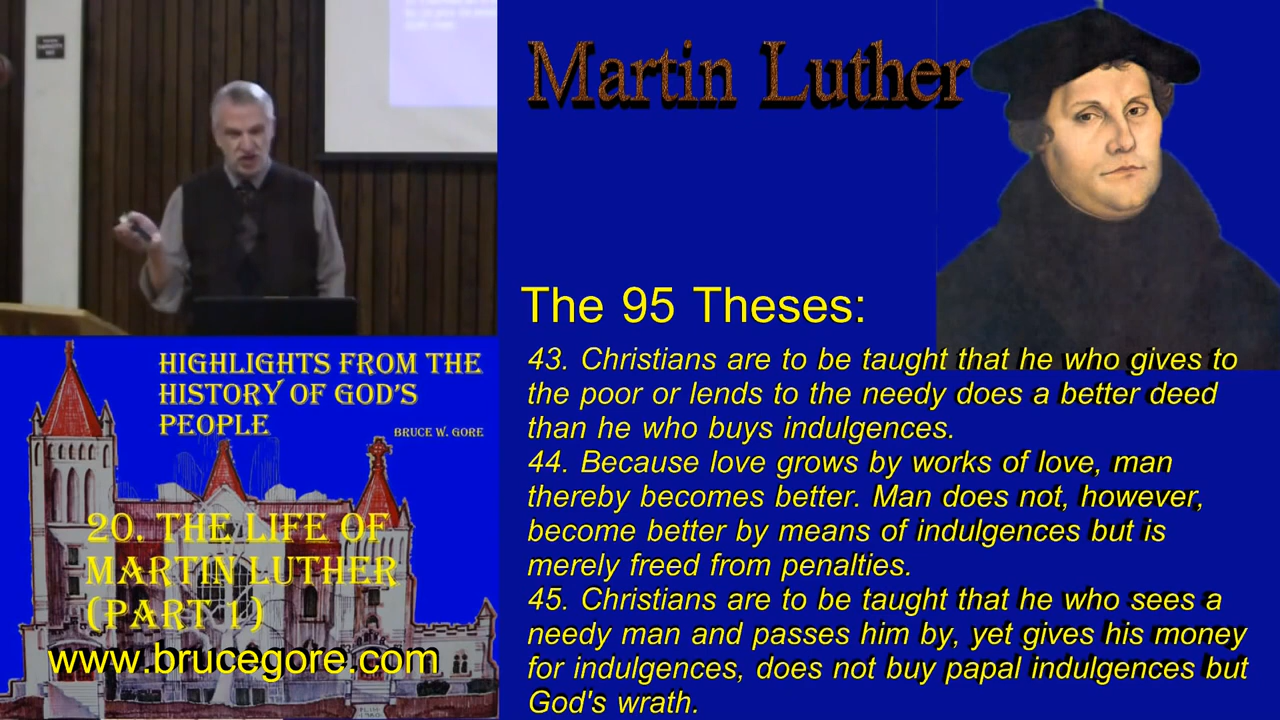 Martin Luther
The 95 Theses:
43. Christians are to be taught that he who gives to
the poor or lends to the needy does a better deed
than he who buys indulgences.
44. Because love grows by works of love, man
thereby becomes better. Man does not, however,
become better by means of indulgences but is
merely freed from penalties.
45. Christians are to be taught that he who sees a
needy man and passes him by, yet gives his money
for indulgences, does not buy papal indulgences but
God's wrath.
HIGHLIGHTS FROM THE
HISTORY OF GOD'S
PEOPLE
BRUCE W. GORE
20. THE LIFE OF
MARTIN LUTHER
(PART 1)
www.brucegore.com